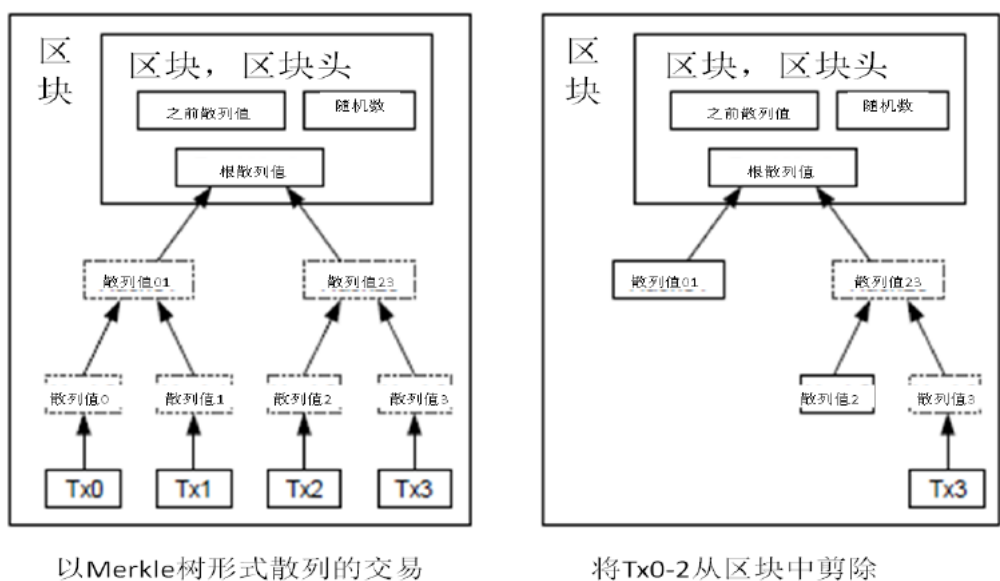 区块
区块，区块头
之前散列值
随机数
根散列值
散列值01
散列值23
散列值0
散列值1
散列值2
散列值3
Tx0
Tx1
Tx2
Tx3
以Merkle树形式散列的交易
区块
区块，区块头
之前散列值
随机数
根散列值
散列值01
散列值23
散列值2
散列值3
Tx3
将Tx0-2从区块中剪除